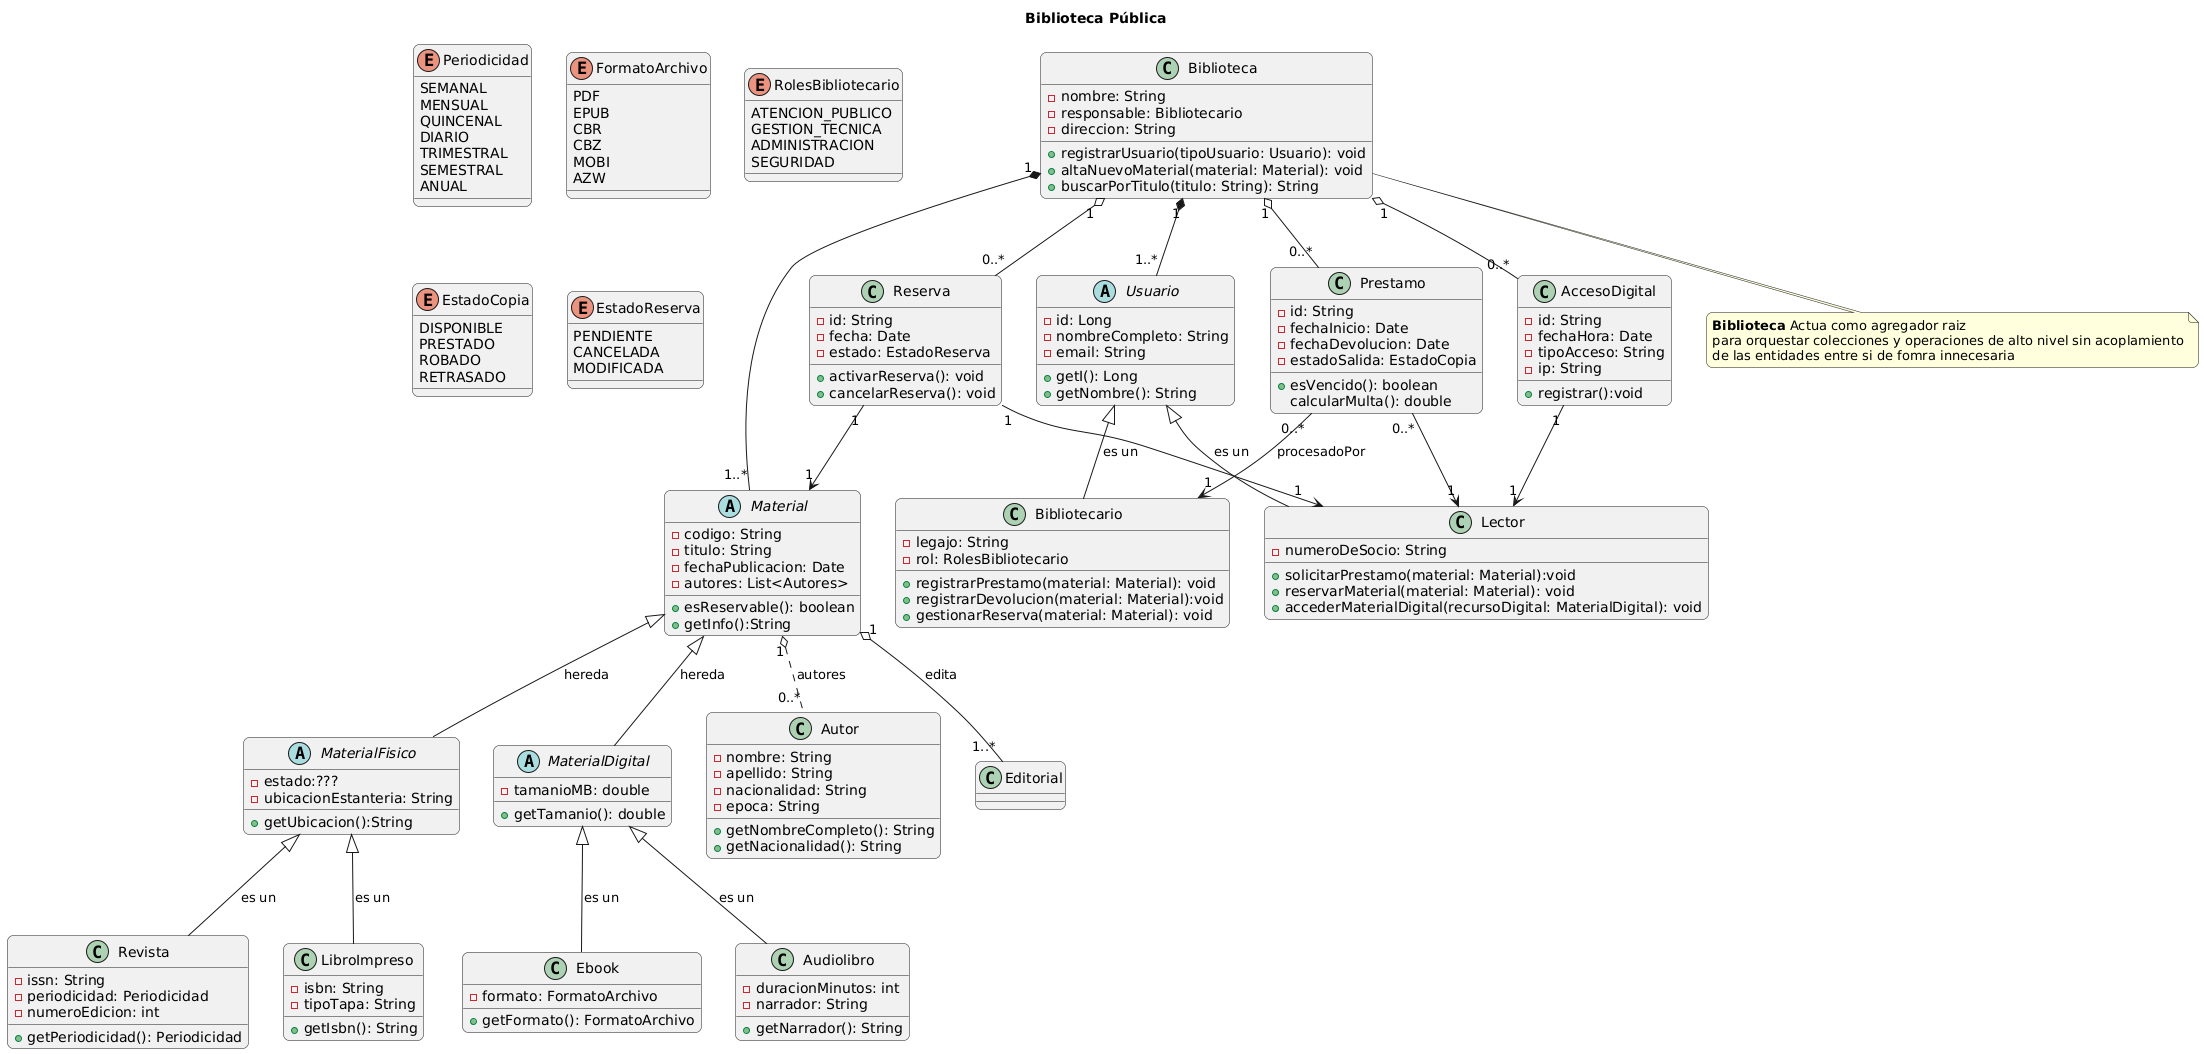 Biblioteca Pública
E Periodicidad
SEMANAL
MENSUAL
QUINCENAL
DIARIO
TRIMESTRAL
SEMESTRAL
ANUAL
E FormatoArchivo
PDF
EPUB
CBR
CBZ
MOBI
AZW
E RolesBibliotecario
ATENCION_PUBLICO
GESTION_TECNICA
ADMINISTRACION
SEGURIDAD
C Biblioteca
nombre: String
responsable: Bibliotecario
direccion: String
registrarUsuario(tipoUsuario: Usuario): void
altaNuevoMaterial(material: Material): void
buscarPorTitulo(titulo: String): String
1
1
1
1
1
0..*
1..*
0..*
0..*
E EstadoCopia
DISPONIBLE
PRESTADO
ROBADO
RETRASADO
E EstadoReserva
PENDIENTE
CANCELADA
MODIFICADA
C Reserva
id: String
fecha: Date
estado: EstadoReserva
activarReserva(): void
cancelarReserva(): void
A Usuario
id: Long
nombreCompleto: String
email: String
getI(): Long
getNombre(): String
C Prestamo
id: String
fechaInicio: Date
fechaDevolucion: Date
estadoSalida: EstadoCopia
esVencido(): boolean
calcularMulta(): double
C AccesoDigital
id: String
fechaHora: Date
tipoAcceso: String
ip: String
registrar():void
Biblioteca Actua como agregador raiz
para orquestar colecciones y operaciones de alto nivel sin acoplamiento
de las entidades entre si de fomra innecesaria
1
1
0..*
0..*
1
es un
es un
procesadoPor
1..*
1
1
1
1
1
A Material
codigo: String
titulo: String
fechaPublicacion: Date
autores: List<Autores>
esReservable(): boolean
getInfo():String
C Bibliotecario
legajo: String
rol: RolesBibliotecario
registrarPrestamo(material: Material): void
registrarDevolucion(material: Material):void
gestionarReserva(material: Material): void
C Lector
numeroDeSocio: String
solicitarPrestamo(material: Material):void
reservarMaterial(material: Material): void
accederMaterialDigital(recursoDigital: MaterialDigital): void
1
1
hereda
hereda
autores
edita
0..*
1..*
A MaterialFisico
estado:???
ubicacionEstanteria: String
getUbicacion():String
A MaterialDigital
tamanioMB: double
getTamanio(): double
C Autor
nombre: String
apellido: String
nacionalidad: String
epoca: String
getNombreCompleto(): String
getNacionalidad(): String
C Editorial
es un
es un
es un
es un
C Revista
issn: String
periodicidad: Periodicidad
numeroEdicion: int
getPeriodicidad(): Periodicidad
C LibroImpreso
isbn: String
tipoTapa: String
getIsbn(): String
C Ebook
formato: FormatoArchivo
getFormato(): FormatoArchivo
C Audiolibro
duracionMinutos: int
narrador: String
getNarrador(): String